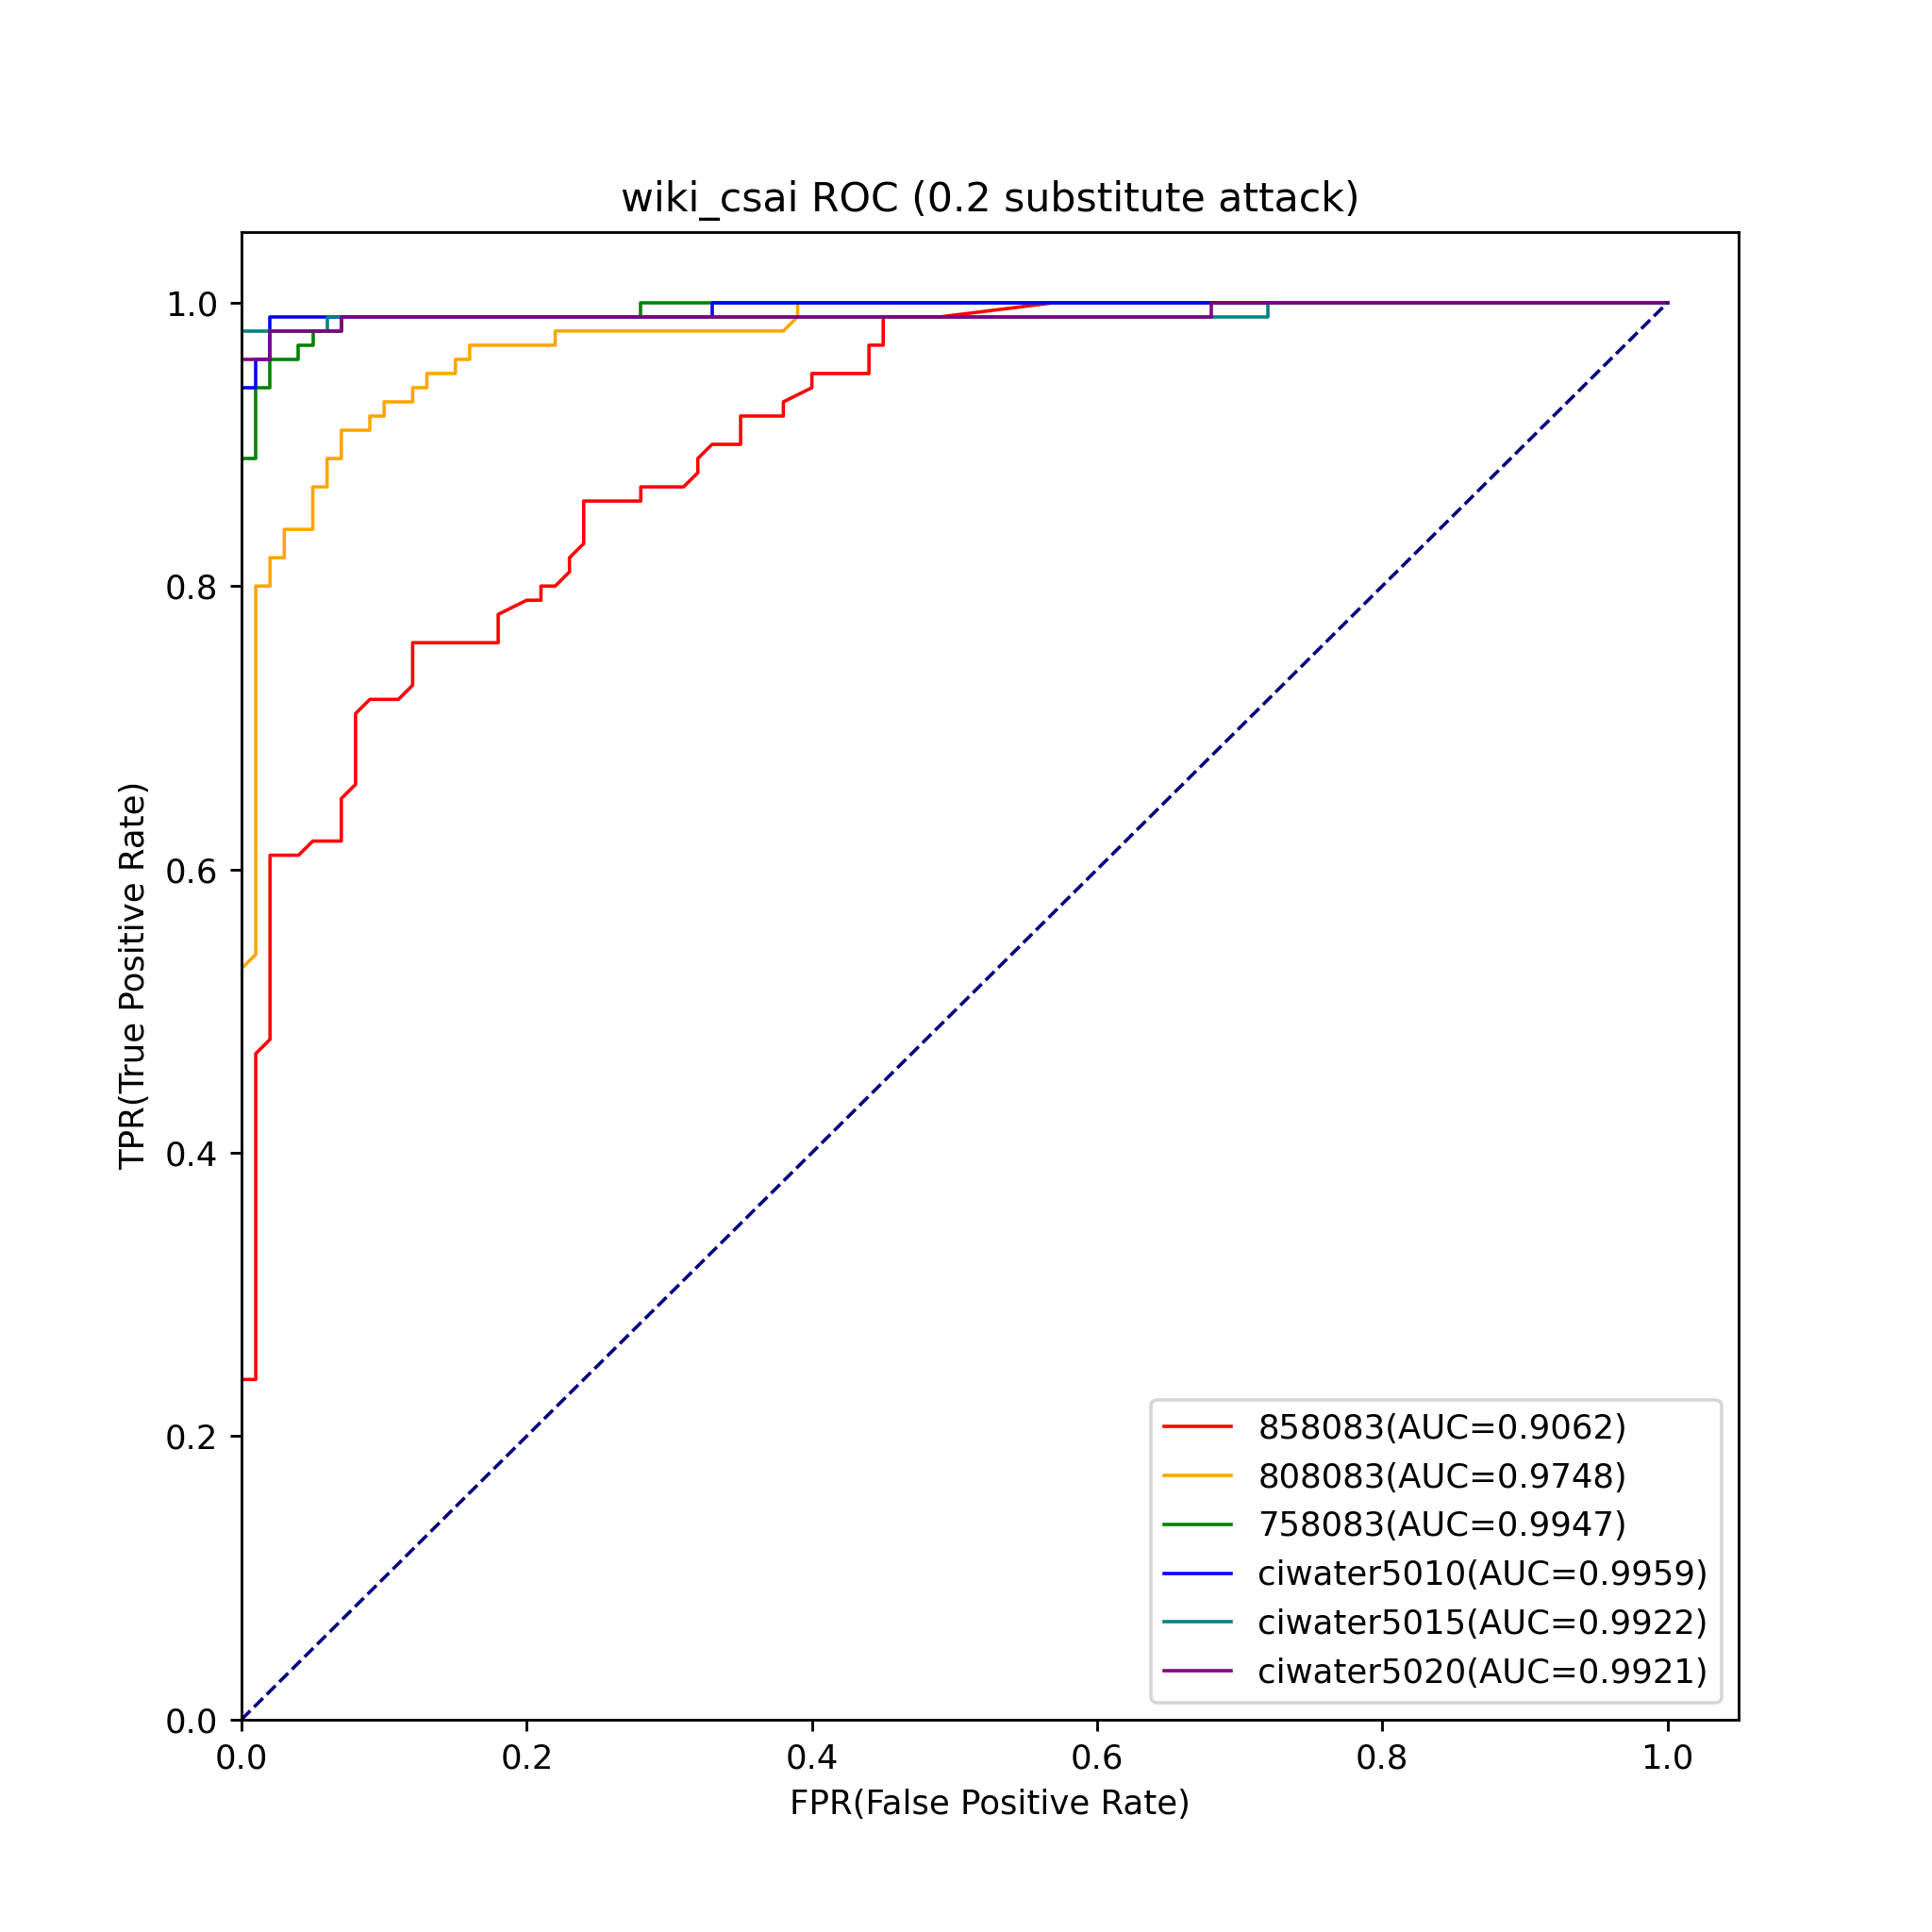 wiki_csai ROC (0.2 substitute attack)
TPR(True Positive Rate)
1.0
0.8
0.6
0.4
0.2
0.0
0.0 0.2 0.4 0.6 0.8 1.0
FPR(False Positive Rate)
858083(AUC=0.9062)
808083(AUC=0.9748)
758083(AUC=0.9947)
ciwater5010(AUC=0.9959)
ciwater5015(AUC=0.9922)
ciwater5020(AUC=0.9921)